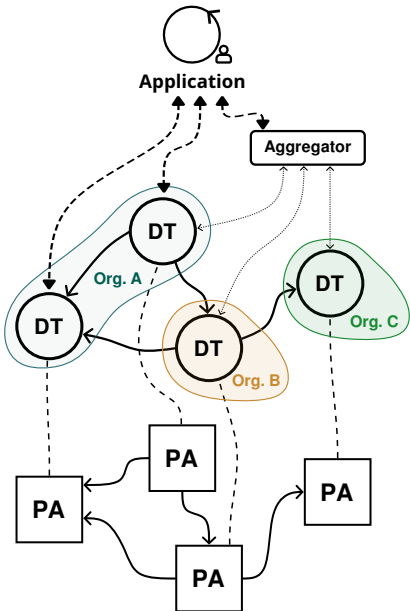 Application
Aggregator
DT
Org. A
DT
DT
Org. C
DT
Org. B
PA
PA
PA
PA